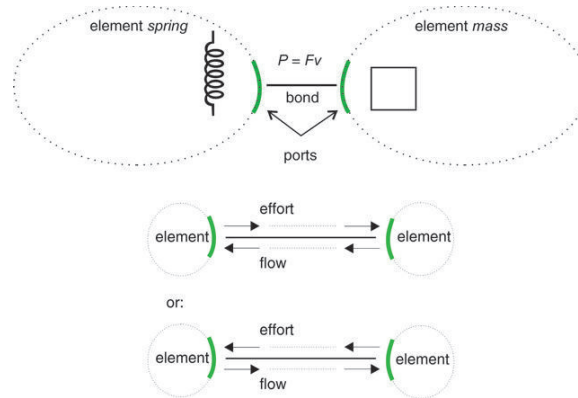 element spring
element mass
P = Fv
bond
ports
effort
element
element
flow
or:
effort
element
element
flow